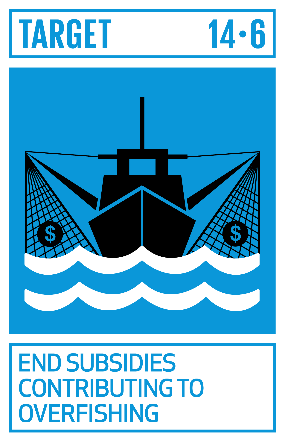 TARGET 14·6
$ $
END SUBSIDIES
CONTRIBUTING TO
OVERFISHING